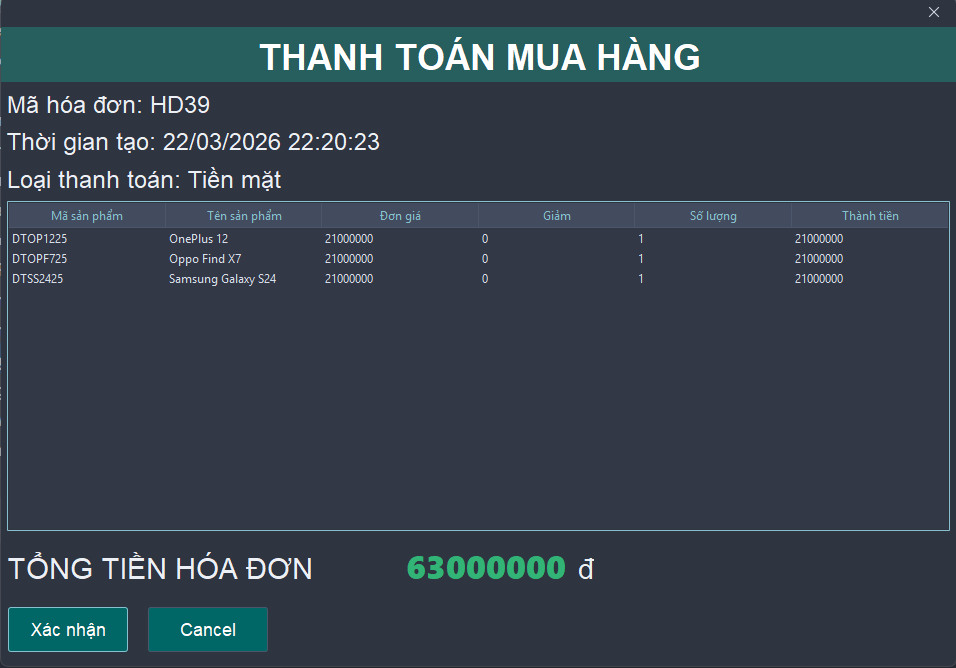 THANH TOÁN MUA HÀNG
Mã hóa đơn: HD39
Thời gian tạo: 22/03/2026 22:20:23
Loại thanh toán: Tiền mặt
Mã sản phẩm Tên sản phẩm Đơn giá Giảm Số lượng Thành tiền
DTOP1225 OnePlus 12 21000000 0 1 21000000
DTOPF725 Oppo Find X7 21000000 0 1 21000000
DTSS2425 Samsung Galaxy S24 21000000 0 1 21000000
TỔNG TIỀN HÓA ĐƠN 63000000 đ
Xác nhận Cancel